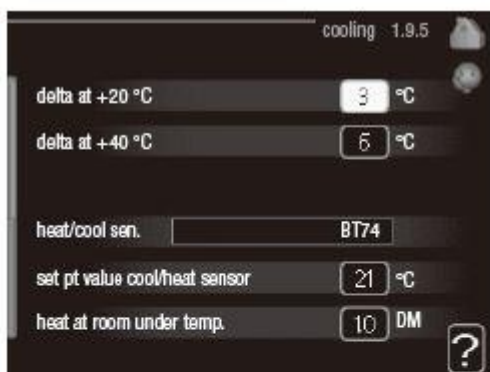 cooling 1.9.5
delta at +20 °C 3 °C
delta at +40 °C 6 °C
heat/cool sen. BT74
set pt value cool/heat sensor 21 °C
heat at room under temp. 10 DM
?